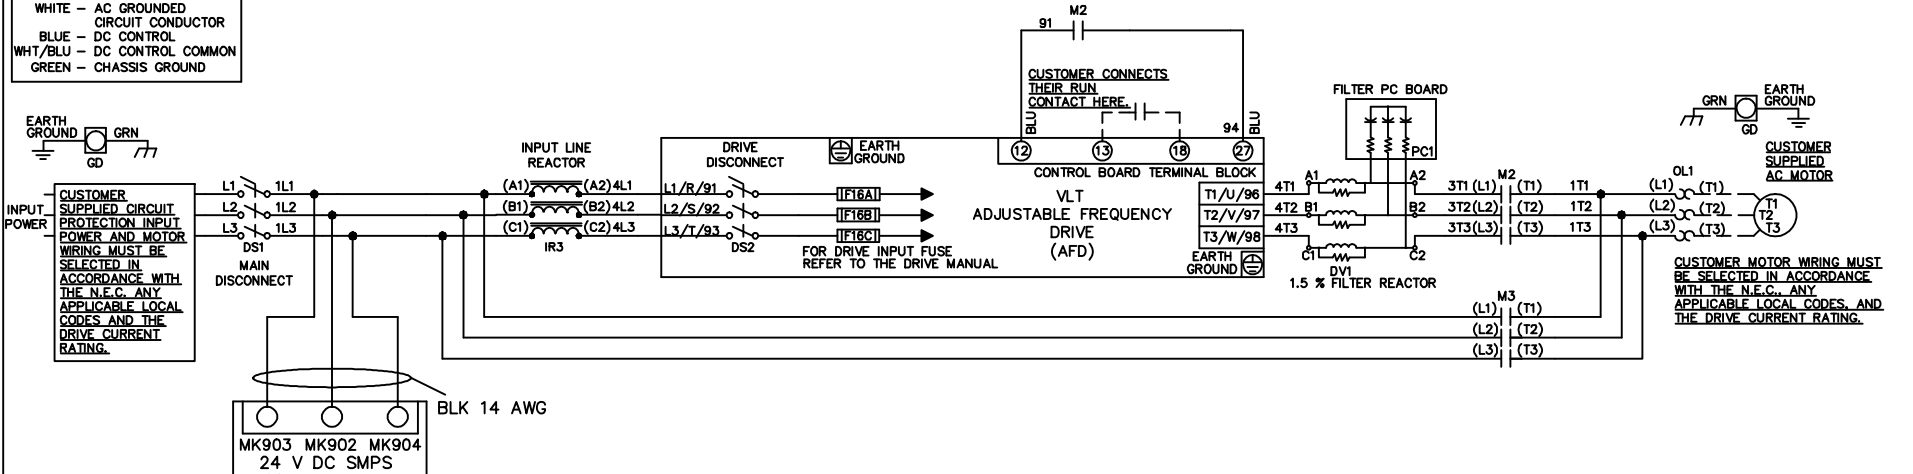 WHITE – AC GROUNDED
CIRCUIT CONDUCTOR
BLUE – DC CONTROL
WHT/BLU – DC CONTROL COMMON
GREEN – CHASSIS GROUND
EARTH
GROUND
GRN
GD
INPUT
POWER
CUSTOMER
SUPPLIED CIRCUIT
PROTECTION INPUT
POWER AND MOTOR
WIRING MUST BE
SELECTED IN
ACCORDANCE WITH
THE N.E.C. ANY
APPLICABLE LOCAL
CODES AND THE
DRIVE CURRENT
RATING.
L1 1L1
L2 1L2
L3 1L3
DS1
MAIN
DISCONNECT
MK903 MK902 MK904
24 V DC SMPS
BLK 14 AWG
INPUT LINE
REACTOR
(A1) (A2) 4L1
(B1) (B2) 4L2
(C1) (C2) 4L3
IR3
L1/R/91
L2/S/92
L3/T/93
DRIVE
DISCONNECT
DS2
EARTH
GROUND
F16A
F16B
F16C
FOR DRIVE INPUT FUSE
REFER TO THE DRIVE MANUAL
91
M2
CUSTOMER CONNECTS
THEIR RUN
CONTACT HERE.
BLU
94
BLU
12 13 18 27
CONTROL BOARD TERMINAL BLOCK
VLT
ADJUSTABLE FREQUENCY
DRIVE
(AFD)
T1/U/96
T2/V/97
T3/W/98
EARTH
GROUND
4T1 A1 A2
4T2 B1 B2
4T3
C1 C2
DV1
1.5 % FILTER REACTOR
FILTER PC BOARD
PC1
M2
3T1 (L1) (T1) 1T1
3T2 (L2) (T2) 1T2
3T3 (L3) (T3) 1T3
M3
(L1) (T1)
(L2) (T2)
(L3) (T3)
OL1
(L1) (T1)
(L2) (T2)
(L3) (T3)
T1
T2
T3
GRN
GD
EARTH
GROUND
CUSTOMER
SUPPLIED
AC MOTOR
CUSTOMER MOTOR WIRING MUST
BE SELECTED IN ACCORDANCE
WITH THE N.E.C., ANY
APPLICABLE LOCAL CODES, AND
THE DRIVE CURRENT RATING.